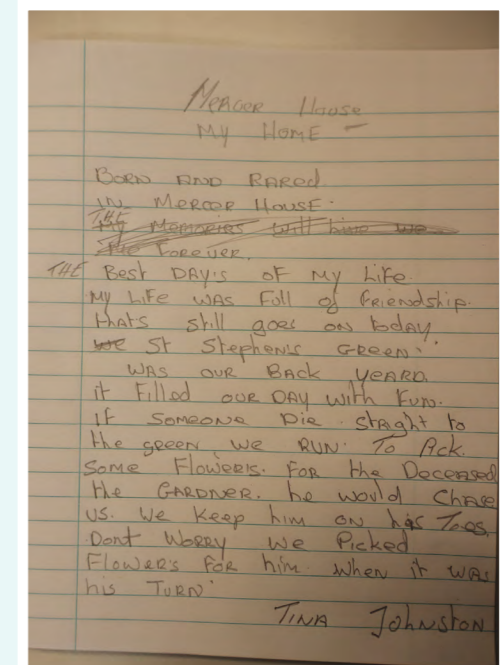 Mercer House
My Home -
Born and Rared
in Mercer House.
The
My Memories will live
Forever.
The Best Day's of my Life.
My Life was full of Friendship.
that's still goes on today.
we St Stephen's Green.
was our Back yeard.
it Filled our Day with Fun.
If Someone Die straght to
the green we Run. To Pick
Some Flower's. For the Deceased
the Gardner. he would Chase
us. we keep him on his Toes.
Dont Worry we Picked
Flower's for him when it was
his Turn.
Tina Johnston